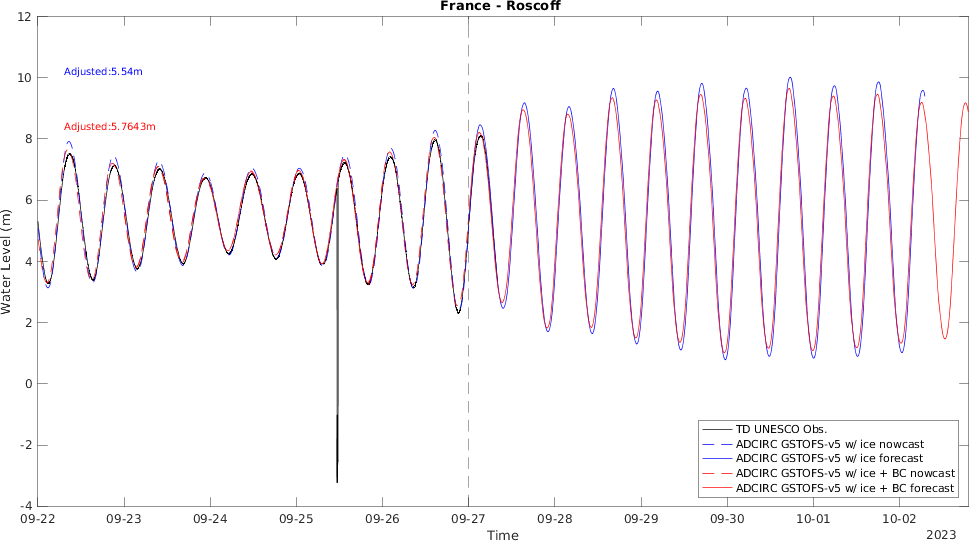 France - Roscoff
12
10
8
6
4
2
0
-2
-4
Water Level (m)
Adjusted:5.54m
Adjusted:5.7643m
TD UNESCO Obs.
ADCIRC GSTOFS-v5 w/ ice nowcast
ADCIRC GSTOFS-v5 w/ ice forecast
ADCIRC GSTOFS-v5 w/ ice + BC nowcast
ADCIRC GSTOFS-v5 w/ ice + BC forecast
09-22 09-23 09-24 09-25 09-26 09-27 09-28 09-29 09-30 10-01 10-02
Time
2023